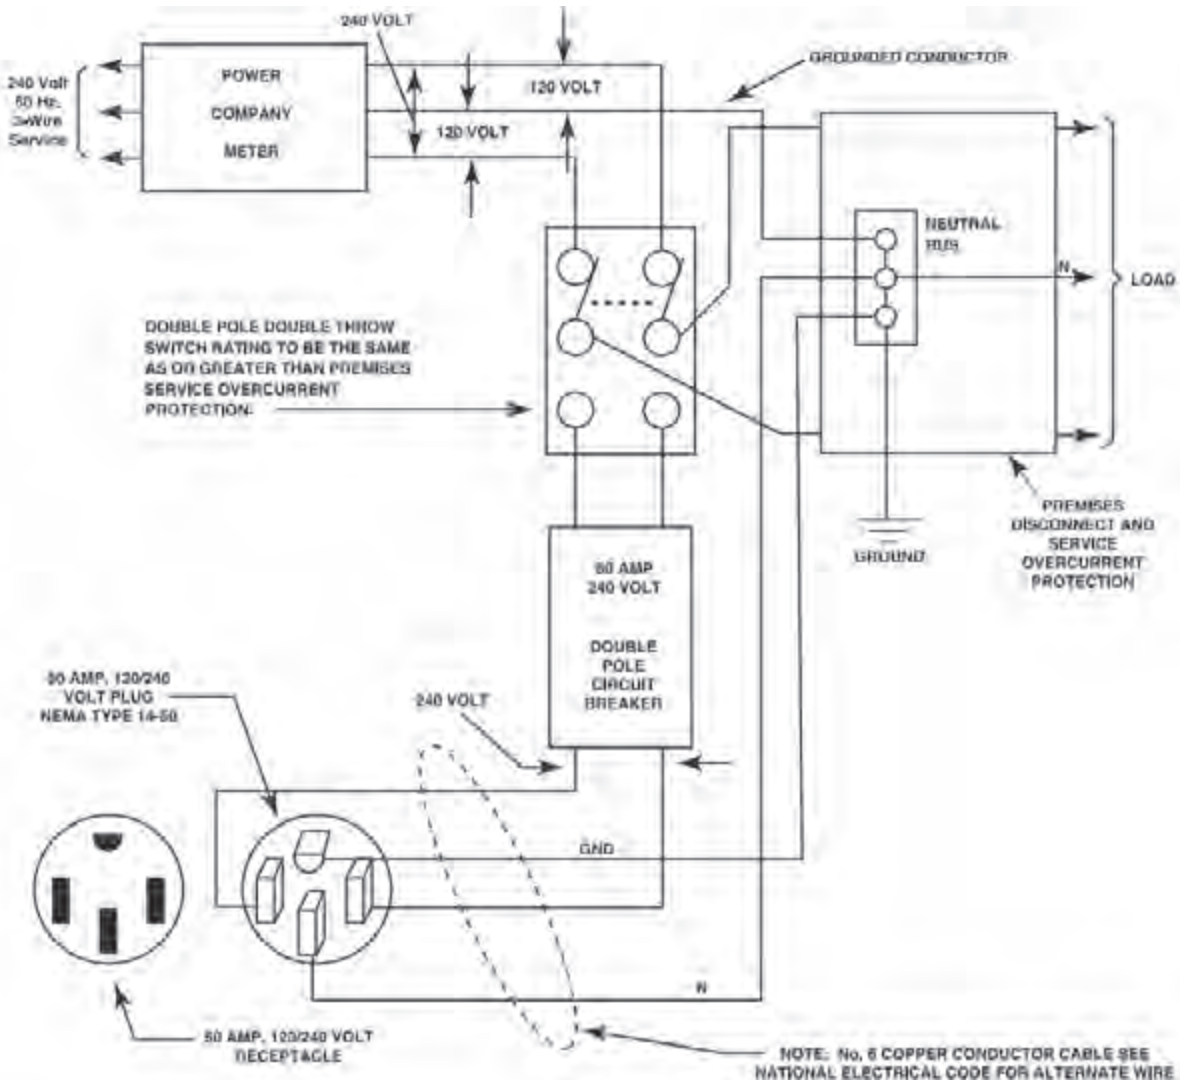 240 VOLT
GROUNDED CONDUCTOR
240 Volt
60 Hz.
3-Wire
Service
POWER
COMPANY
METER
120 VOLT
120 VOLT
NEUTRAL
BUS
N
LOAD
DOUBLE POLE DOUBLE THROW
SWITCH RATING TO BE THE SAME
AS OR GREATER THAN PREMISES
SERVICE OVERCURRENT
PROTECTION.
GROUND
PREMISES
DISCONNECT AND
SERVICE
OVERCURRENT
PROTECTION
AMP
240 VOLT
DOUBLE
POLE
CIRCUIT
BREAKER
AMP, 120/240
VOLT PLUG
NEMA TYPE 14-50
240 VOLT
GND
N
50 AMP, 120/240 VOLT
RECEPTACLE
NOTE: No. 6 COPPER CONDUCTOR CABLE SEE
NATIONAL ELECTRICAL CODE FOR ALTERNATE WIRE